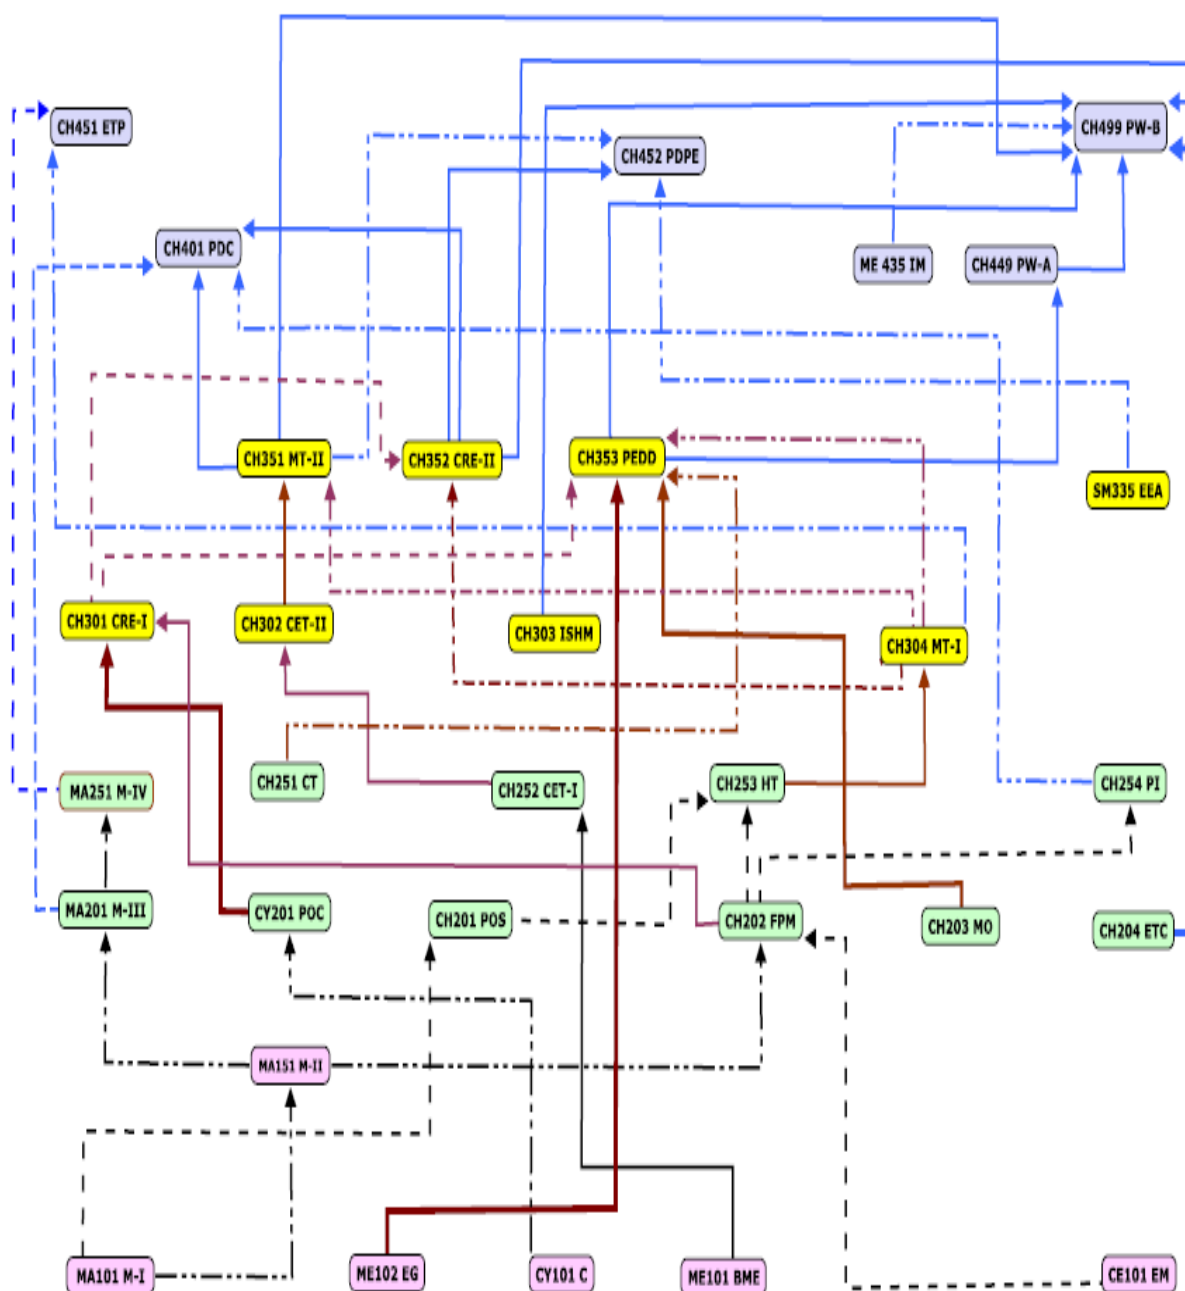 CH451 ETP
CH499 PW-B
CH452 PDPE
CH401 PDC
ME 435 IM
CH449 PW-A
CH351 MT-II
CH352 CRE-II
CH353 PEDD
SM335 EEA
CH301 CRE-I
CH302 CET-II
CH303 ISHM
CH304 MT-I
MA251 M-IV
CH251 CT
CH252 CET-I
CH253 HT
CH254 PI
MA201 M-III
CY201 POC
CH201 POS
CH202 FPM
CH203 MO
CH204 ETC
MA151 M-II
MA101 M-I
ME102 EG
CY101 C
ME101 BME
CE101 EM